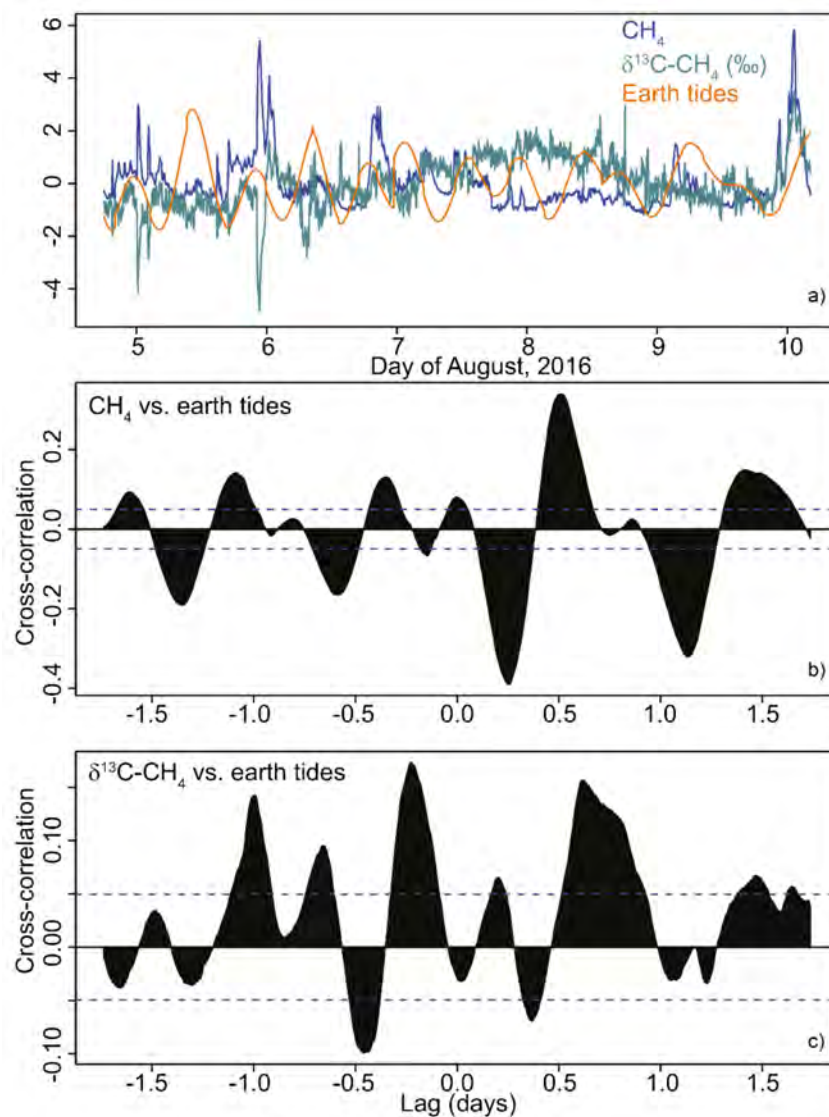 CH₄
δ¹³C-CH₄ (‰)
Earth tides
6
4
2
0
-2
-4
a)
5 6 7 8 9 10
Day of August, 2016
CH₄ vs. earth tides
Cross-correlation
0.2
0.0
-0.2
-0.4
b)
-1.5 -1.0 -0.5 0.0 0.5 1.0 1.5
δ¹³C-CH₄ vs. earth tides
Cross-correlation
0.10
0.00
-0.10
c)
-1.5 -1.0 -0.5 0.0 0.5 1.0 1.5
Lag (days)